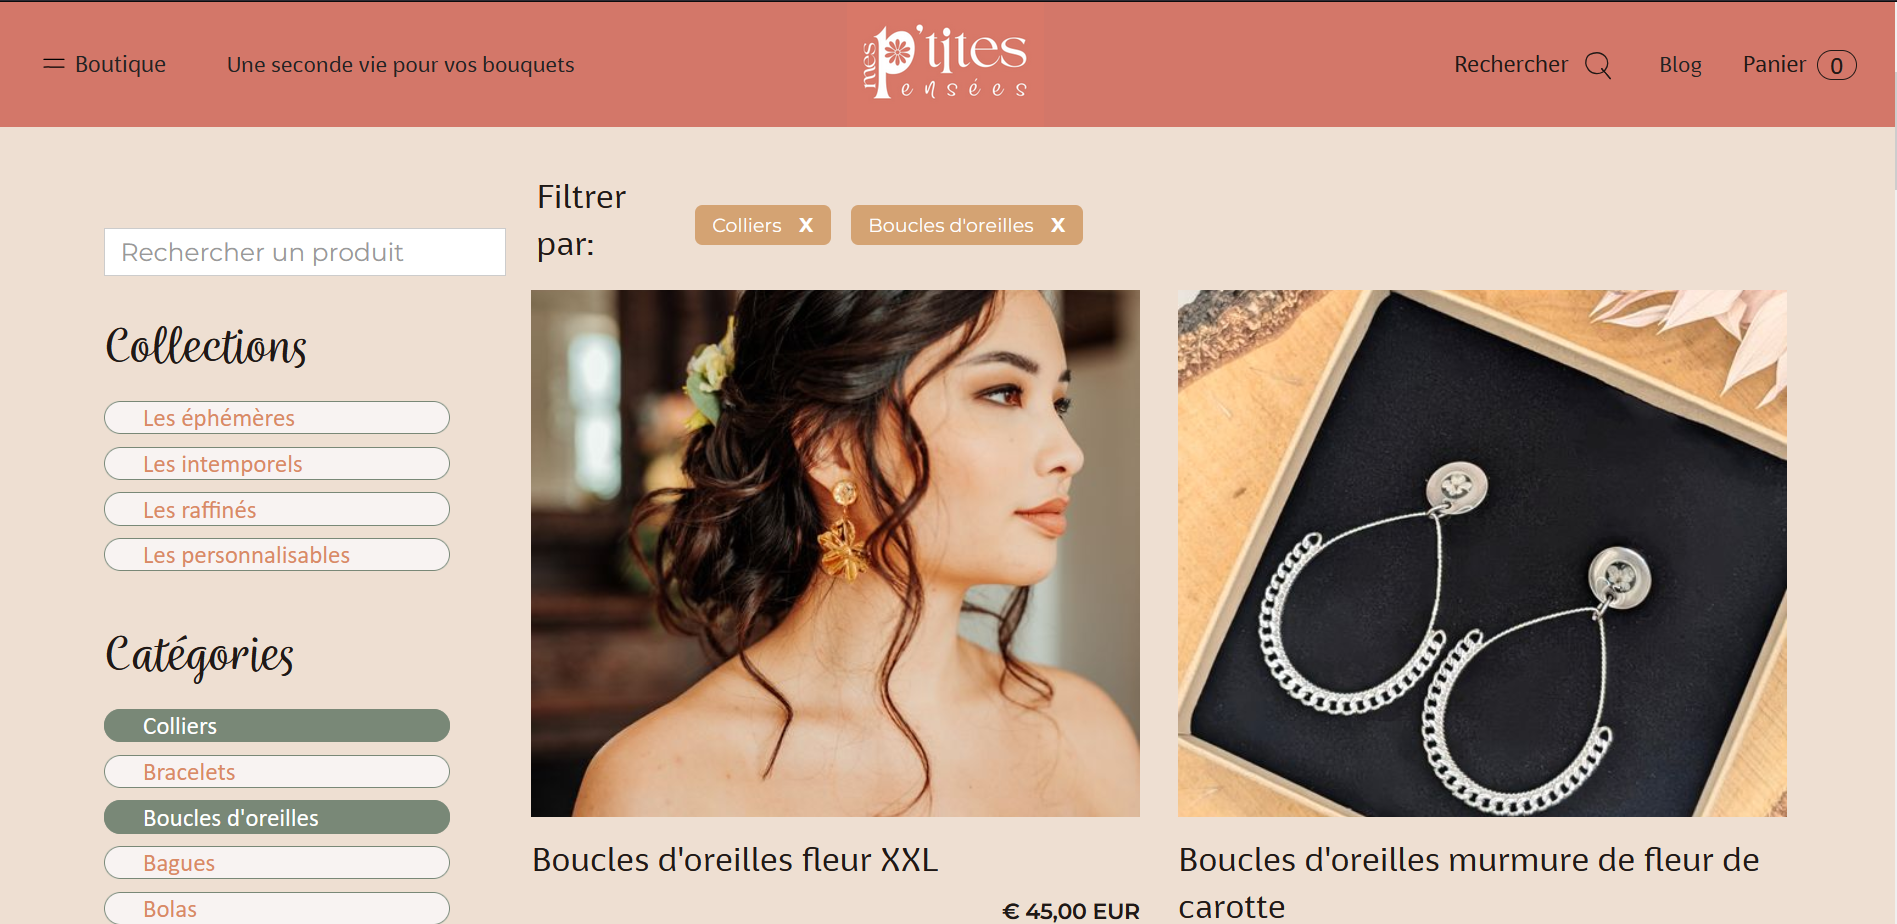 Boutique
Une seconde vie pour vos bouquets
mes p'tites
pensées
Rechercher
Blog
Panier 0
Filtrer
par:
Colliers X
Boucles d'oreilles X
Rechercher un produit
Collections
Les éphémères
Les intemporels
Les raffinés
Les personnalisables
Catégories
Colliers
Bracelets
Boucles d'oreilles
Bagues
Bolas
Boucles d'oreilles fleur XXL
€ 45,00 EUR
Boucles d'oreilles murmure de fleur de
carotte